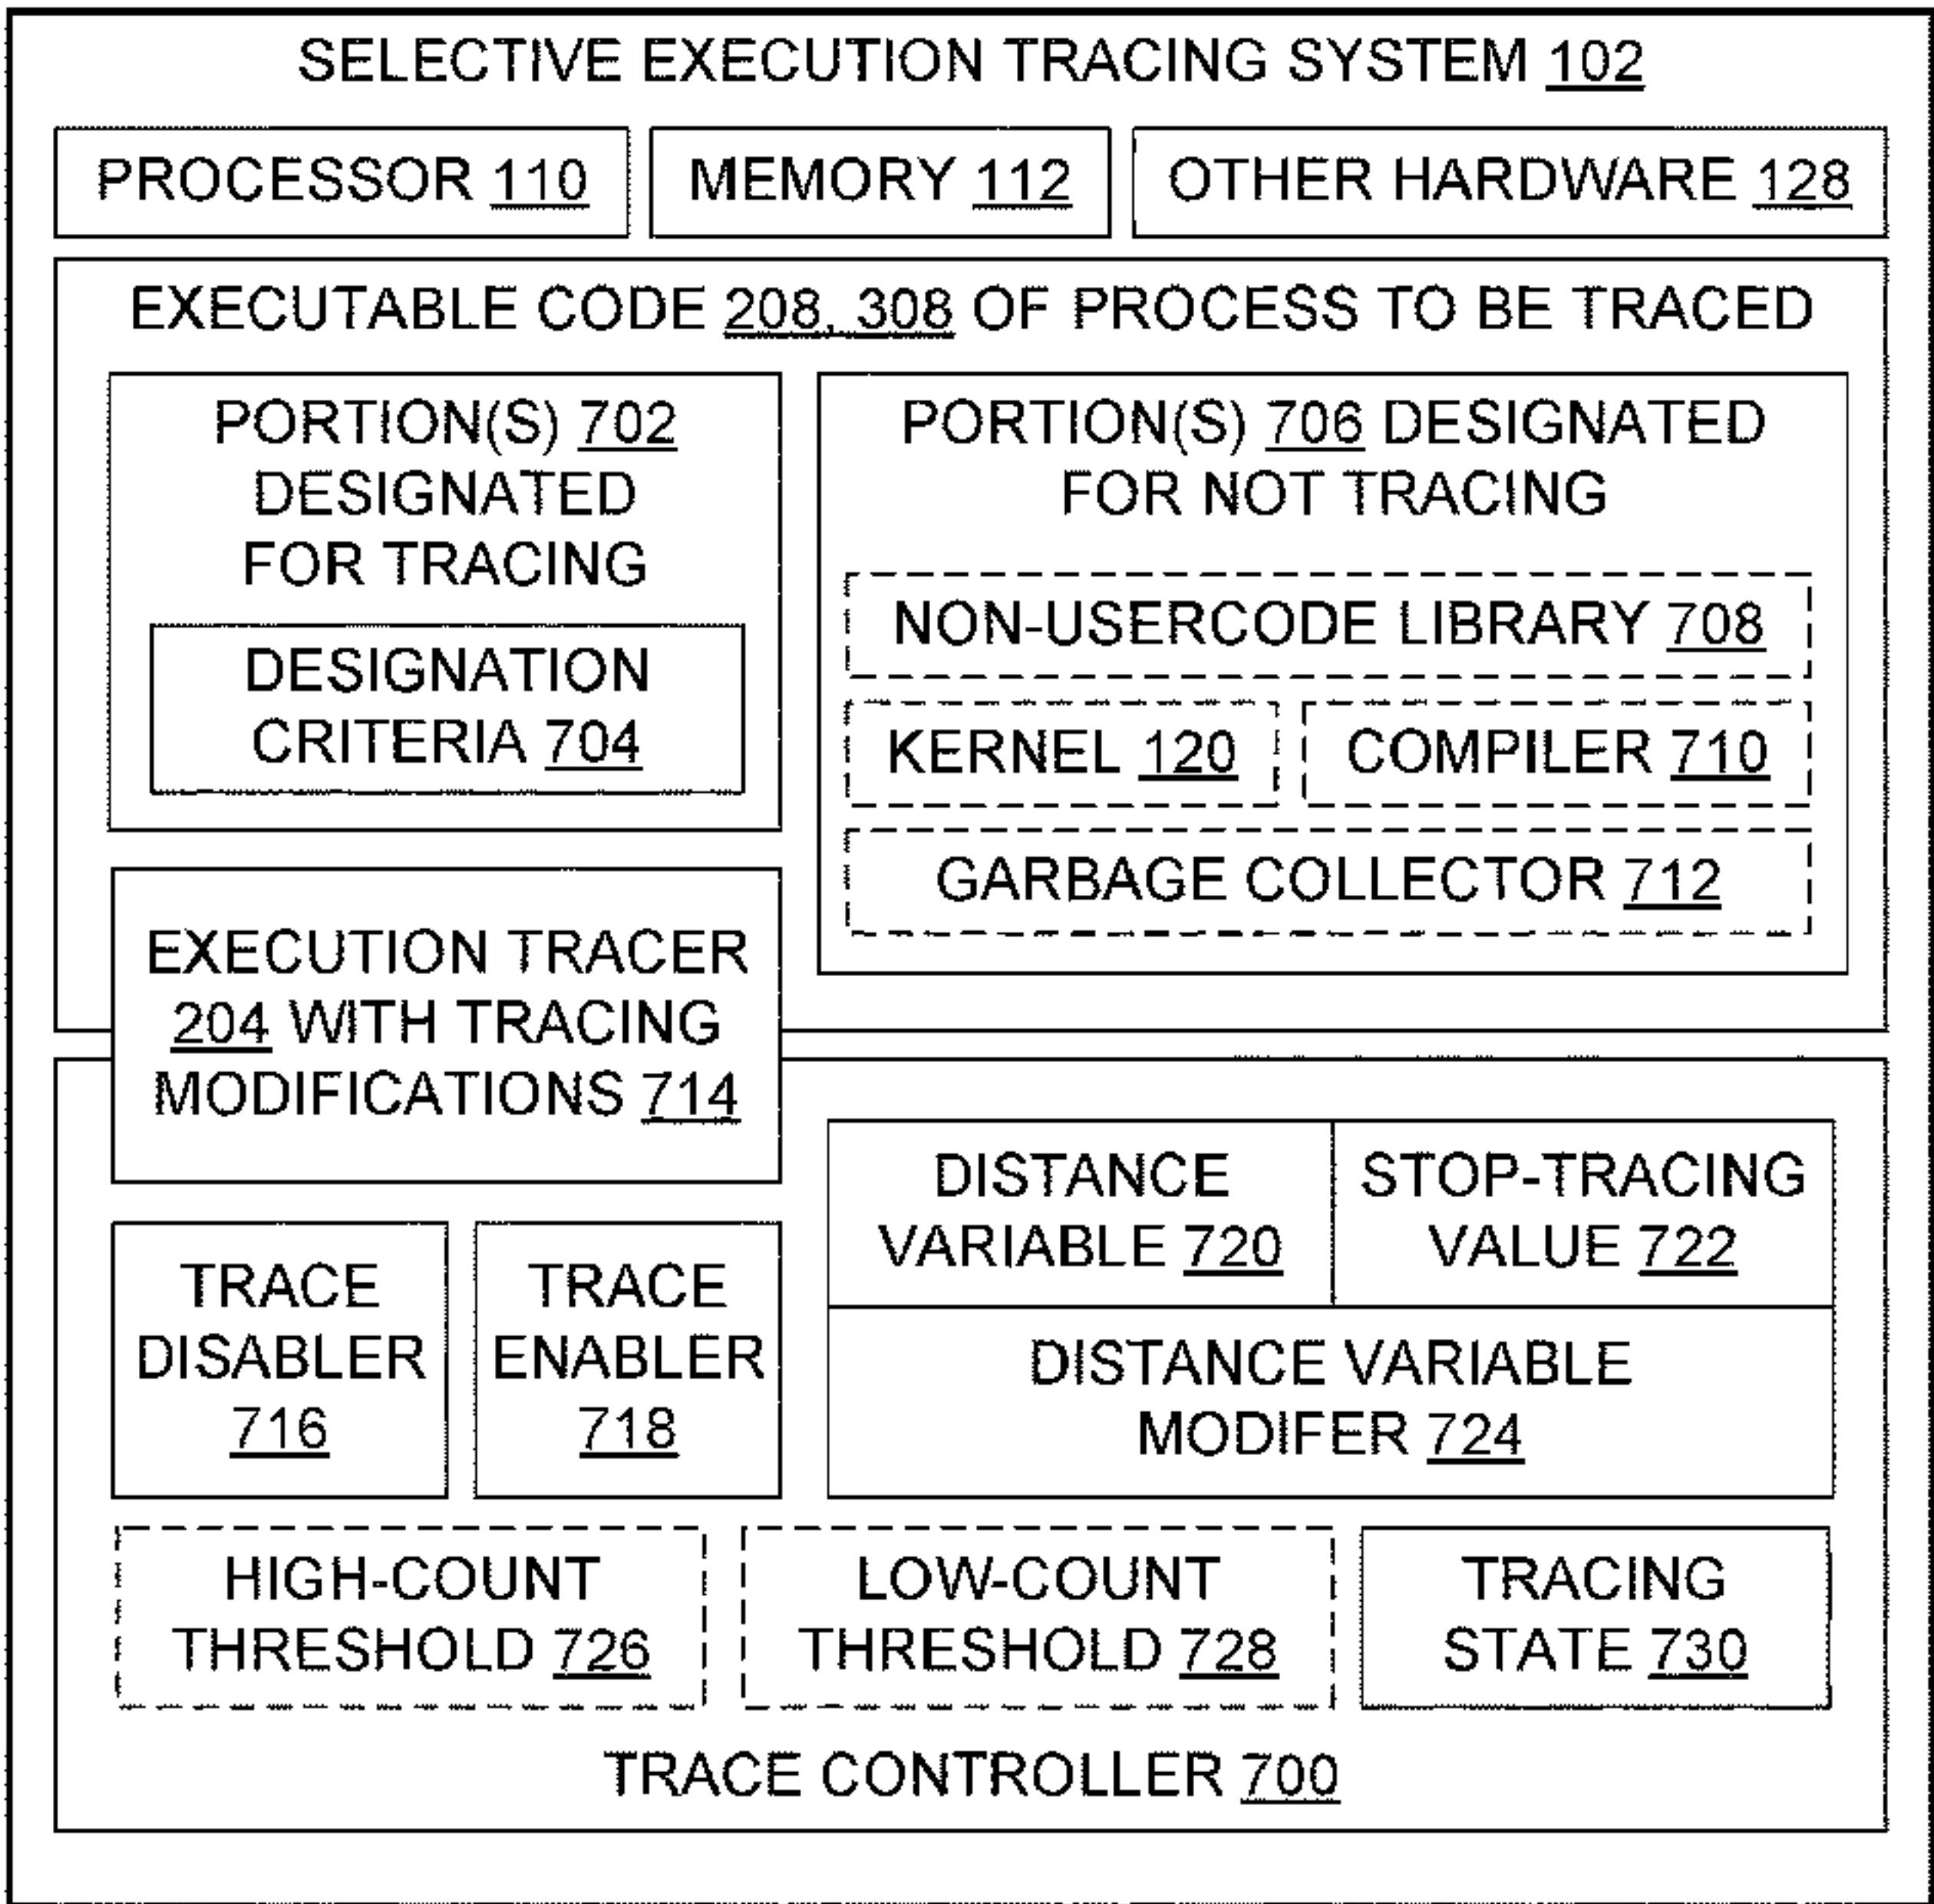 SELECTIVE EXECUTION TRACING SYSTEM 102
PROCESSOR 110
MEMORY 112
OTHER HARDWARE 128
EXECUTABLE CODE 208, 308 OF PROCESS TO BE TRACED
PORTION(S) 702
DESIGNATED
FOR TRACING
DESIGNATION
CRITERIA 704
PORTION(S) 706 DESIGNATED
FOR NOT TRACING
NON-USERCODE LIBRARY 708
KERNEL 120
COMPILER 710
GARBAGE COLLECTOR 712
EXECUTION TRACER
204 WITH TRACING
MODIFICATIONS 714
DISTANCE
VARIABLE 720
STOP-TRACING
VALUE 722
TRACE
DISABLER
716
TRACE
ENABLER
718
DISTANCE VARIABLE
MODIFER 724
HIGH-COUNT
THRESHOLD 726
LOW-COUNT
THRESHOLD 728
TRACING
STATE 730
TRACE CONTROLLER 700